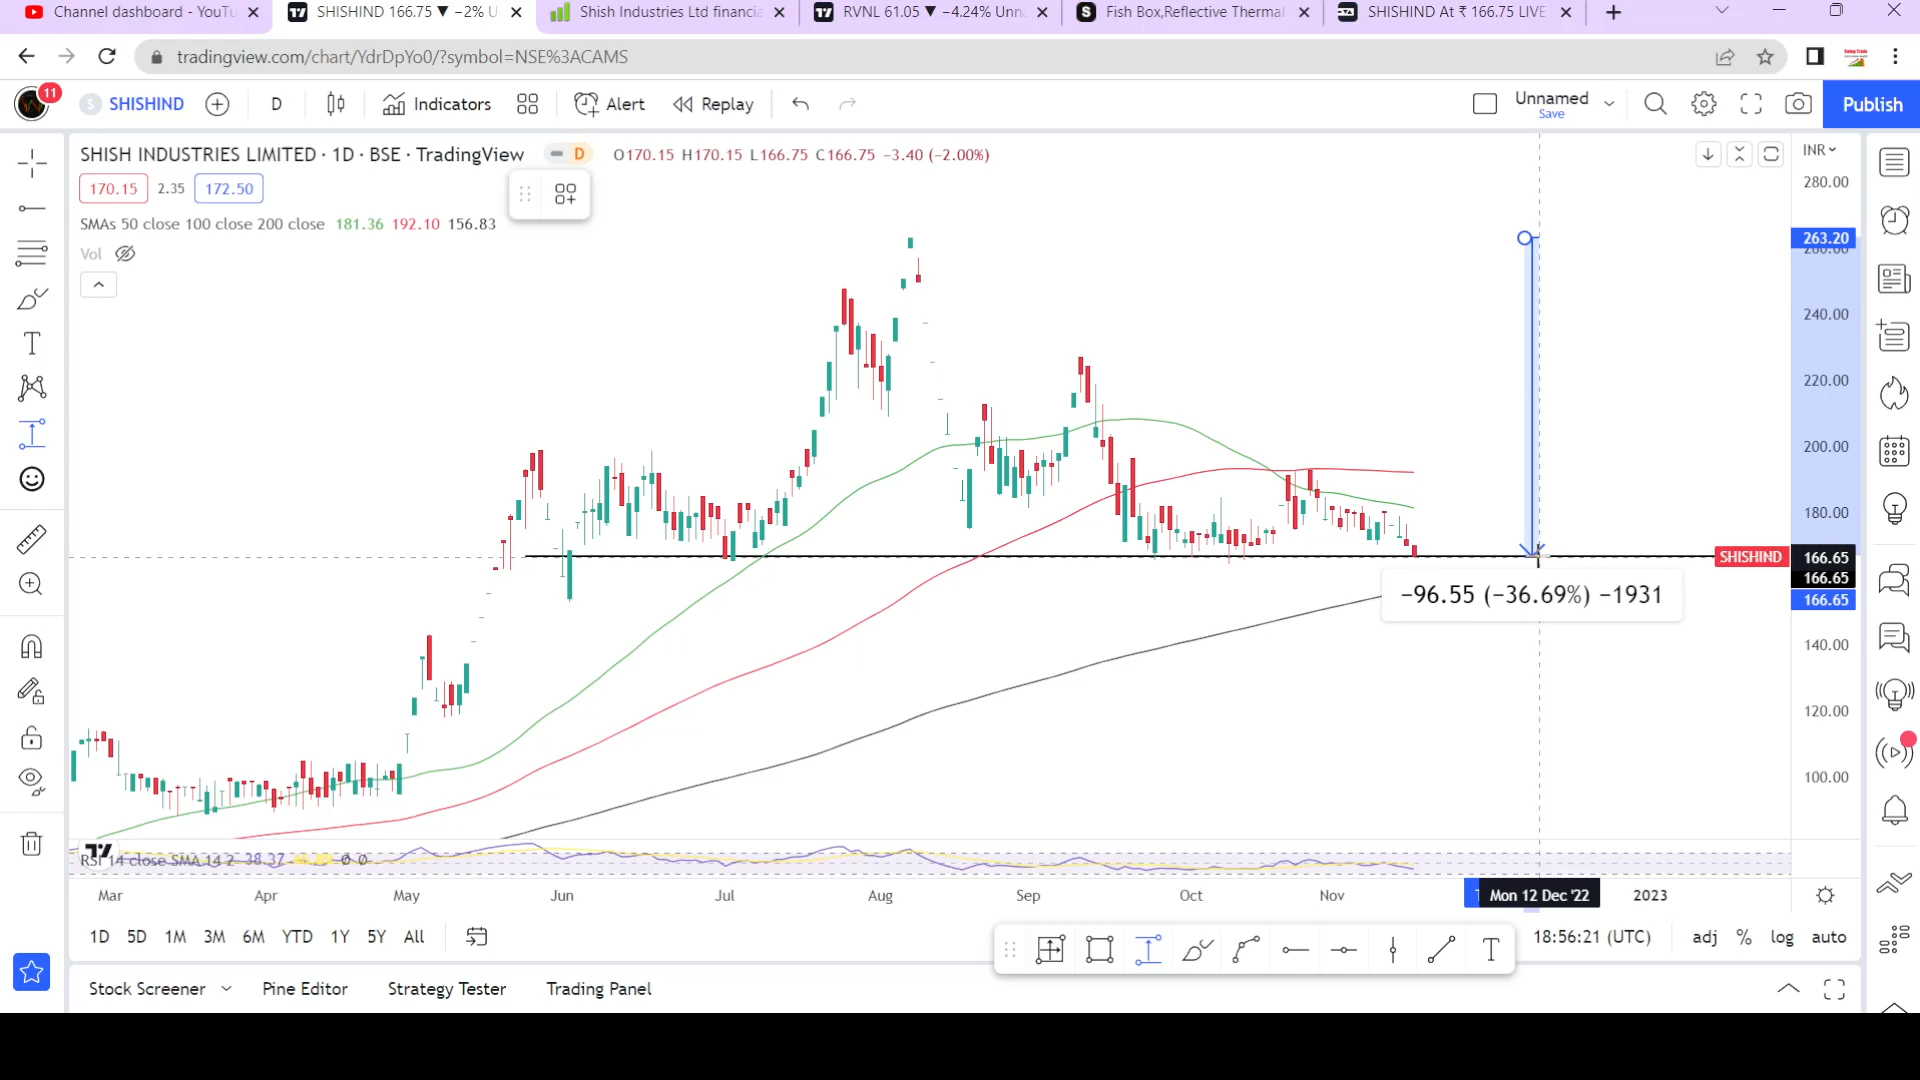 Channel dashboard - YouTu
SHISHIND 166.75 ▼ −2% U
Shish Industries Ltd financia
RVNL 61.05 ▼ −4.24% Unna
Fish Box,Reflective Thermal
SHISHIND At ₹ 166.75 LIVE
tradingview.com/chart/YdrDpYo0/?symbol=NSE%3ACAMS
11
S SHISHIND
D
Indicators
Alert
Replay
Unnamed
Save
Publish
SHISH INDUSTRIES LIMITED · 1D · BSE · TradingView
D
O170.15 H170.15 L166.75 C166.75 −3.40 (−2.00%)
INR
170.15 2.35 172.50
SMAs 50 close 100 close 200 close 181.36 192.10 156.83
Vol
280.00
263.20
260.00
240.00
220.00
200.00
180.00
SHISHIND 166.65
166.65
166.65
−96.55 (−36.69%) −1931
140.00
120.00
100.00
RSI 14 close SMA 14 2 38.37 ∅ ∅
Mar Apr May Jun Jul Aug Sep Oct Nov Mon 12 Dec '22 2023
1D 5D 1M 3M 6M YTD 1Y 5Y All
18:56:21 (UTC) adj % log auto
Stock Screener Pine Editor Strategy Tester Trading Panel